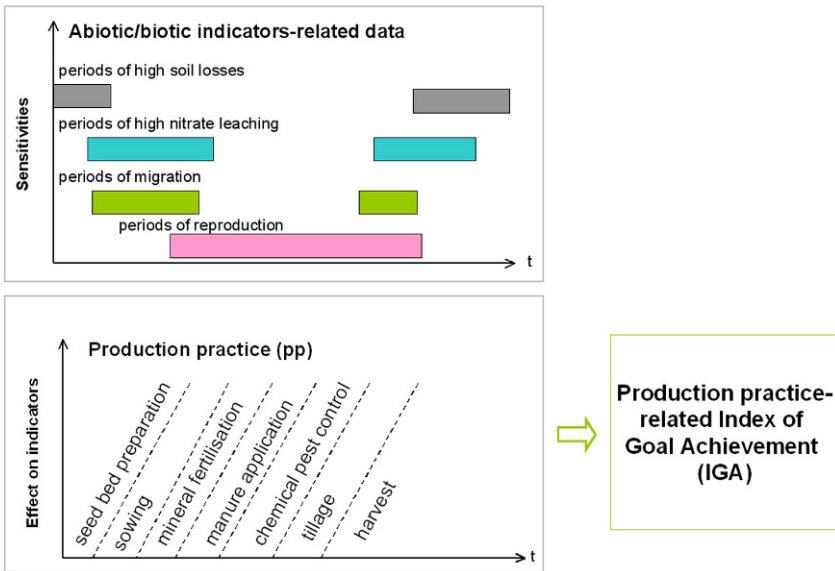 Abiotic/biotic indicators-related data
periods of high soil losses
periods of high nitrate leaching
periods of migration
periods of reproduction
Sensitivities
t
Production practice (pp)
Effect on indicators
seed bed preparation
sowing
mineral fertilisation
manure application
chemical pest control
tillage
harvest
t
Production practice-
related Index of
Goal Achievement
(IGA)